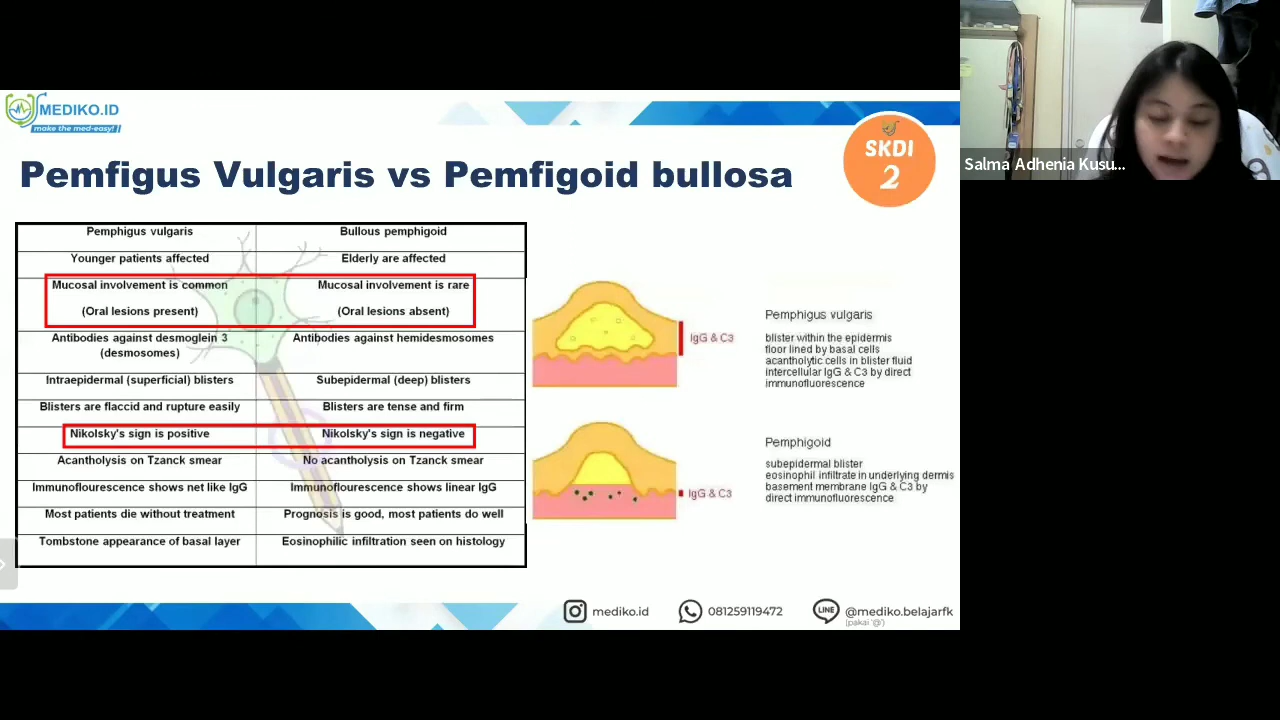 MEDIKO.ID
make the med-easy!
Pemfigus Vulgaris vs Pemfigoid bullosa
SKDI
2
Salma Adhenia Kusu...
Pemphigus vulgaris
Bullous pemphigoid
Younger patients affected
Elderly are affected
Mucosal involvement is common
(Oral lesions present)
Mucosal involvement is rare
(Oral lesions absent)
Antibodies against desmoglein 3
(desmosomes)
Antibodies against hemidesmosomes
Intraepidermal (superficial) blisters
Subepidermal (deep) blisters
Blisters are flaccid and rupture easily
Blisters are tense and firm
Nikolsky's sign is positive
Nikolsky's sign is negative
Acantholysis on Tzanck smear
No acantholysis on Tzanck smear
Immunoflourescence shows net like IgG
Immunoflourescence shows linear IgG
Most patients die without treatment
Prognosis is good, most patients do well
Tombstone appearance of basal layer
Eosinophilic infiltration seen on histology
IgG & C3
Pemphigus vulgaris
blister within the epidermis
floor lined by basal cells
acantholytic cells in blister fluid
intercellular IgG & C3 by direct
immunofluorescence
IgG & C3
Pemphigoid
subepidermal blister
eosinophil infiltrate in underlying dermis
basement membrane IgG & C3 by
direct immunofluorescence
mediko.id
081259119472
LINE
@mediko.belajarfk
(pakai '@')